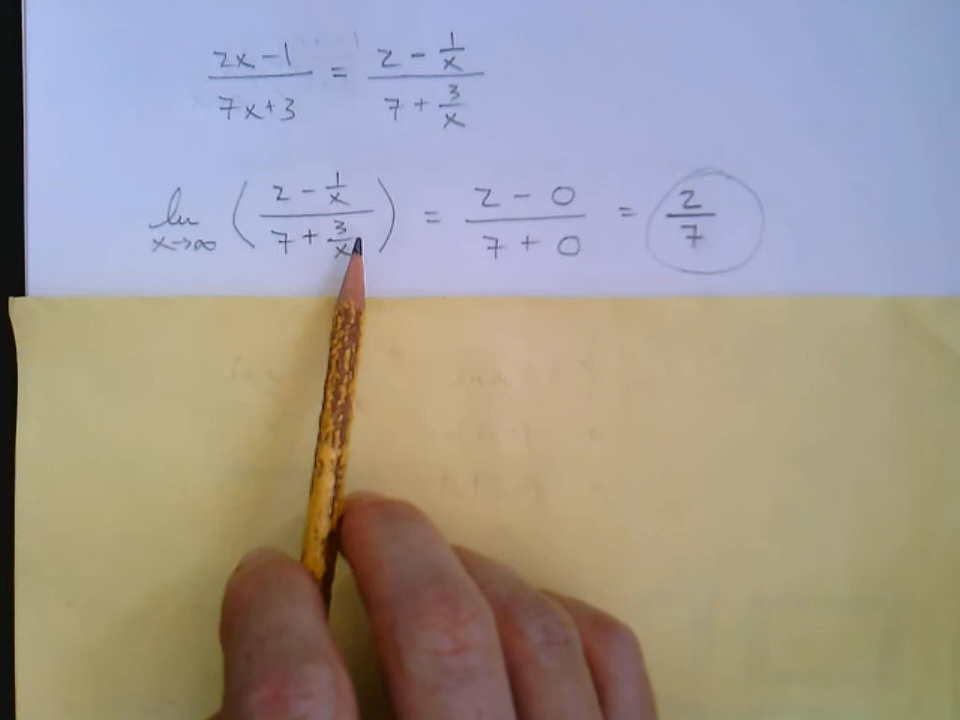 (2x-1)/(7x+3) = (2 - 1/x)/(7 + 3/x)
lim x→∞ ((2 - 1/x)/(7 + 3/x)) = (2 - 0)/(7 + 0) = 2/7